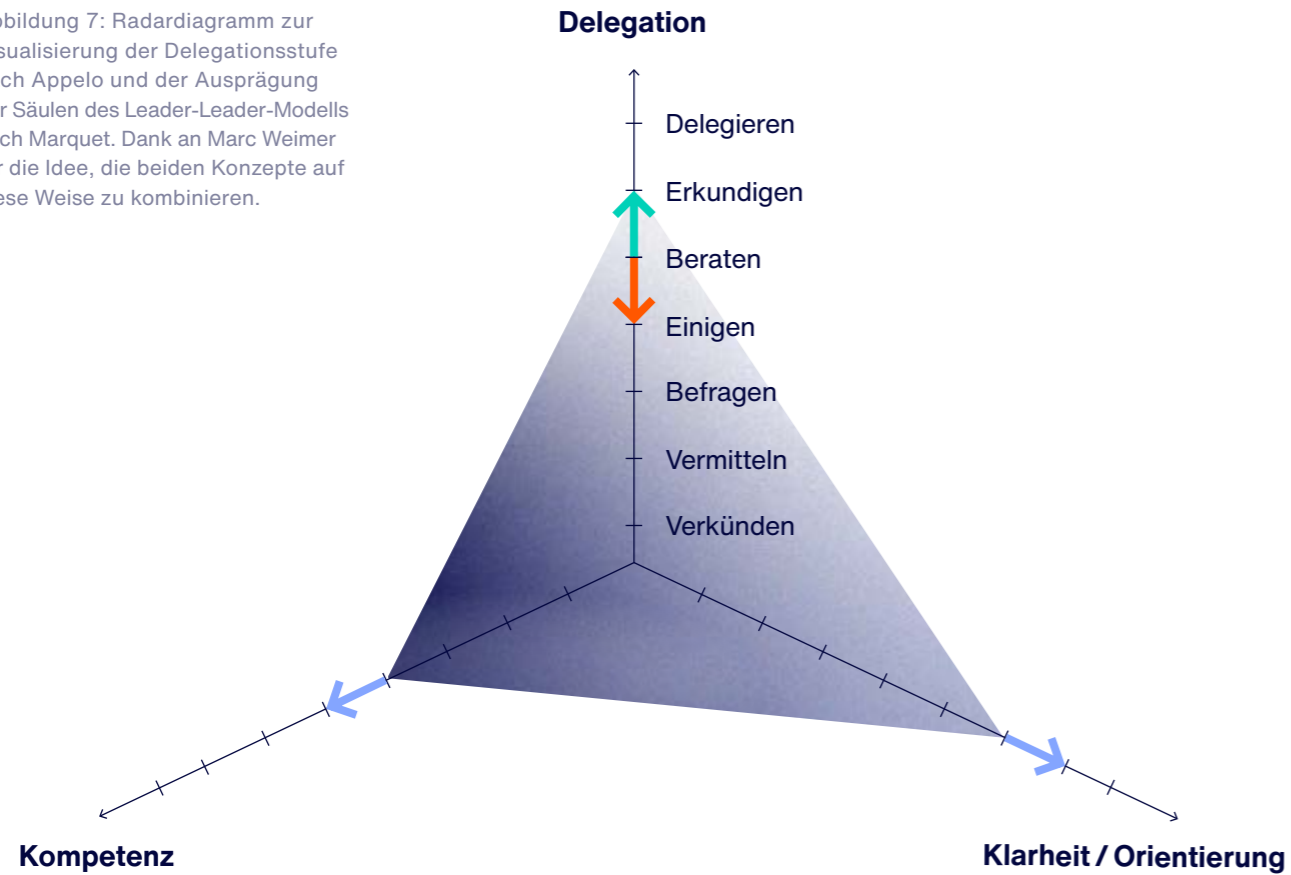 bbildung 7: Radardiagramm zur
sualisierung der Delegationsstufe
ch Appelo und der Ausprägung
r Säulen des Leader-Leader-Modells
ch Marquet. Dank an Marc Weimer
r die Idee, die beiden Konzepte auf
ese Weise zu kombinieren.
Delegation
Delegieren
Erkundigen
Beraten
Einigen
Befragen
Vermitteln
Verkünden
Kompetenz
Klarheit / Orientierung